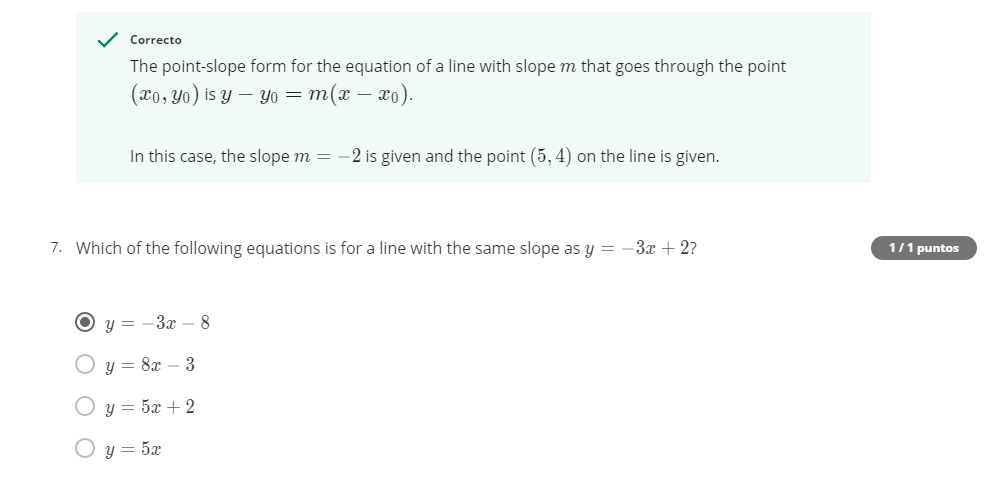 Correcto
The point-slope form for the equation of a line with slope m that goes through the point
(x₀, y₀) is y − y₀ = m(x − x₀).
In this case, the slope m = −2 is given and the point (5, 4) on the line is given.
7. Which of the following equations is for a line with the same slope as y = −3x + 2?
1 / 1 puntos
y = −3x − 8
y = 8x − 3
y = 5x + 2
y = 5x